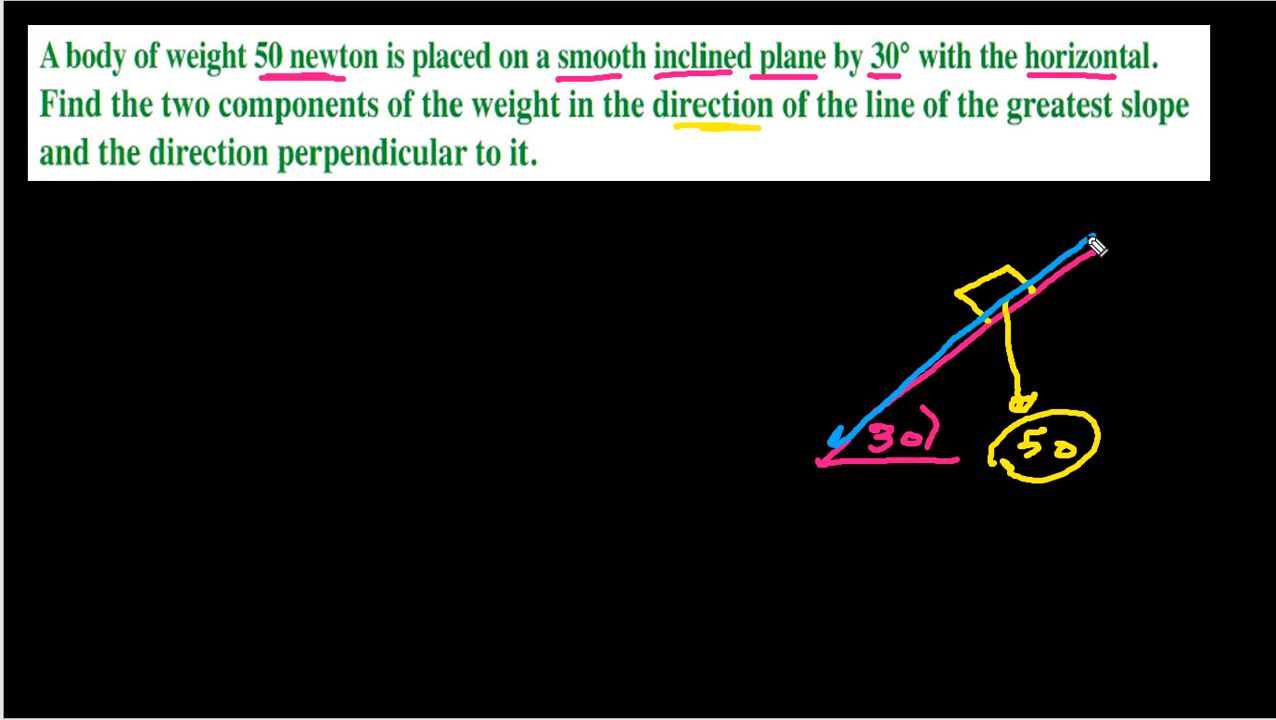 A body of weight 50 newton is placed on a smooth inclined plane by 30° with the horizontal.
Find the two components of the weight in the direction of the line of the greatest slope
and the direction perpendicular to it.
30
50